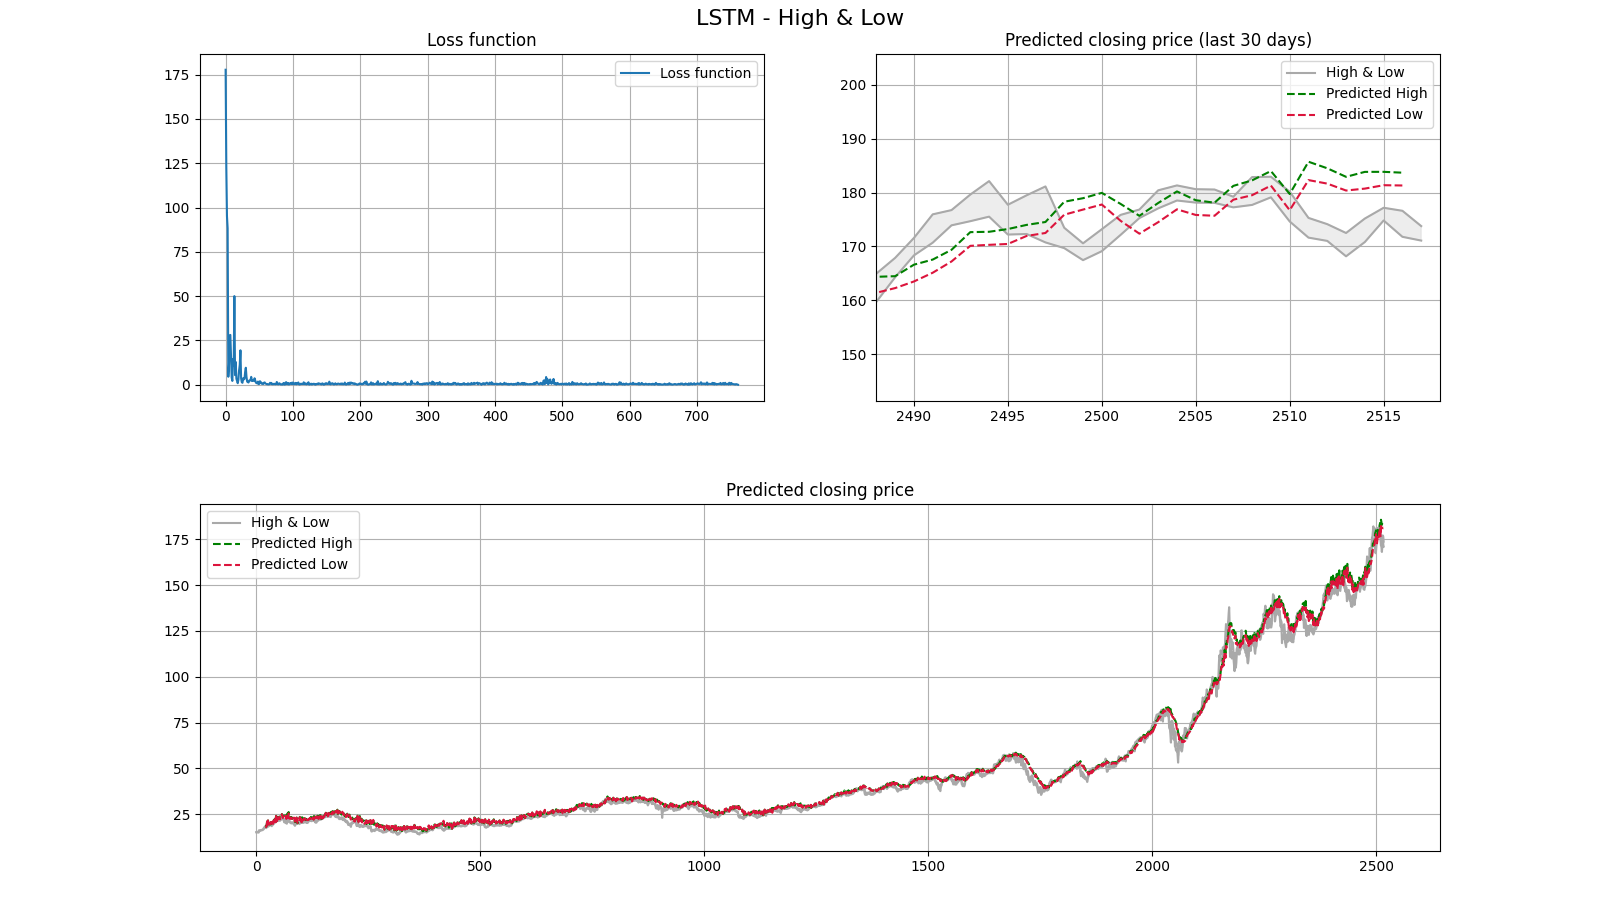 LSTM - High & Low
Loss function
Loss function
175
150
125
100
75
50
25
0
0 100 200 300 400 500 600 700
Predicted closing price (last 30 days)
High & Low
Predicted High
Predicted Low
200
190
180
170
160
150
2490 2495 2500 2505 2510 2515
Predicted closing price
High & Low
Predicted High
Predicted Low
175
150
125
100
75
50
25
0 500 1000 1500 2000 2500